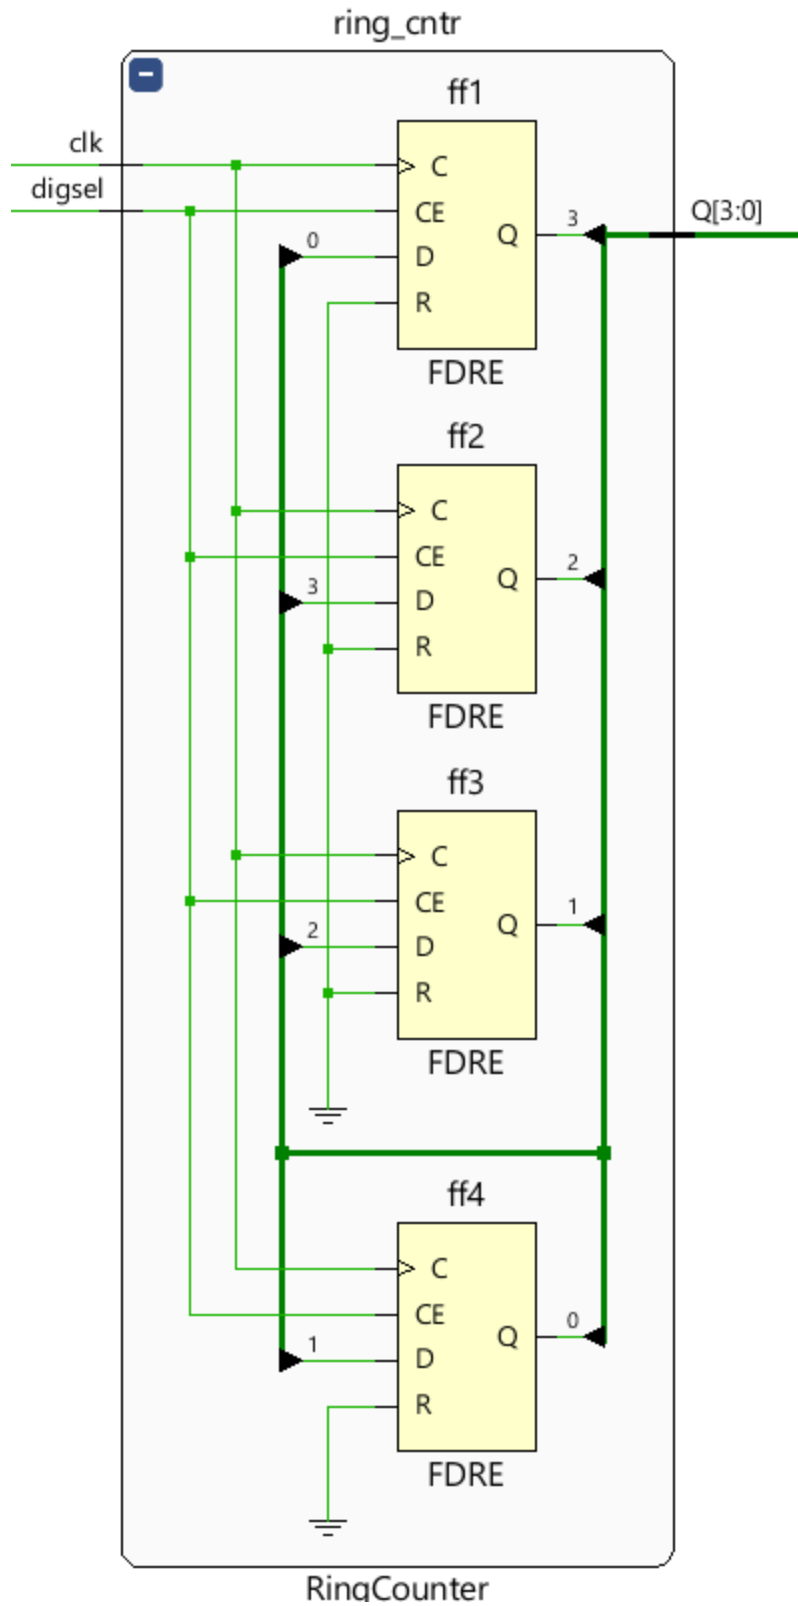 ring_cntr
ff1
clk
C
digsel
CE
Q[3:0]
3
Q
0
D
R
FDRE
ff2
C
CE
2
Q
3
D
R
FDRE
ff3
C
CE
1
Q
2
D
R
FDRE
ff4
C
CE
0
Q
1
D
R
FDRE
RingCounter